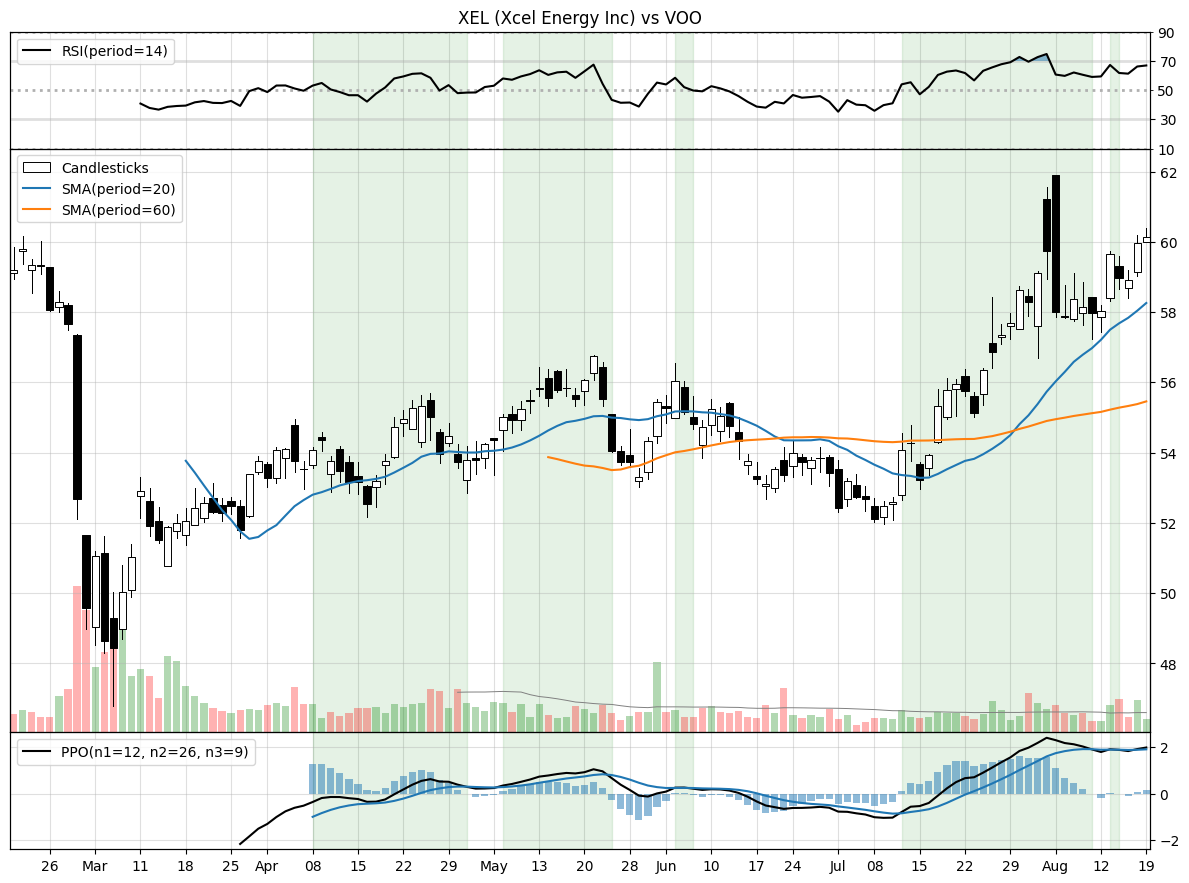 XEL (Xcel Energy Inc) vs VOO
RSI(period=14)
90
70
50
30
10
Candlesticks
SMA(period=20)
SMA(period=60)
62
60
58
56
54
52
50
48
PPO(n1=12, n2=26, n3=9)
2
0
−2
26 Mar 11 18 25 Apr 08 15 22 29 May 13 20 28 Jun 10 17 24 Jul 08 15 22 29 Aug 12 19